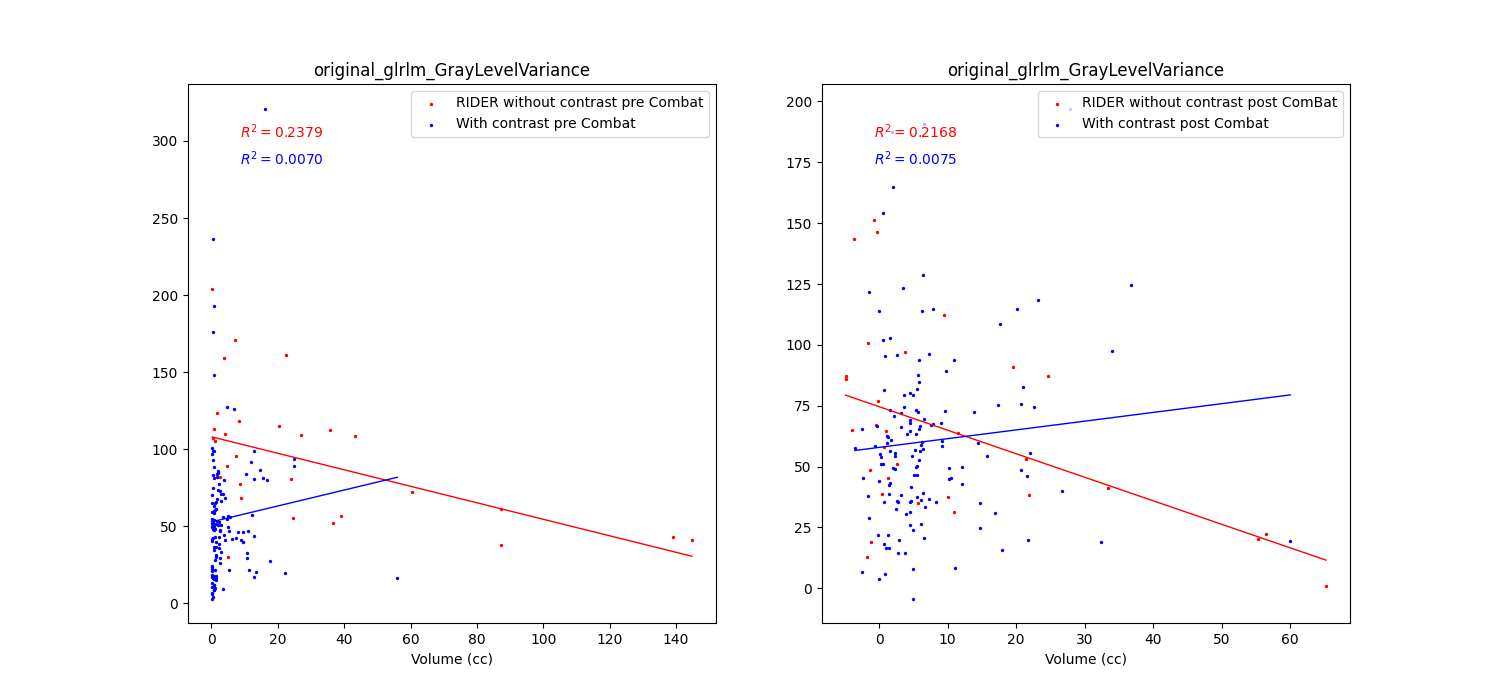 original_glrlm_GrayLevelVariance
RIDER without contrast pre Combat
With contrast pre Combat
R² = 0.2379
R² = 0.0070
300
250
200
150
100
50
0
0 20 40 60 80 100 120 140
Volume (cc)
original_glrlm_GrayLevelVariance
RIDER without contrast post ComBat
With contrast post Combat
R² = 0.2168
R² = 0.0075
200
175
150
125
100
75
50
25
0
0 10 20 30 40 50 60
Volume (cc)